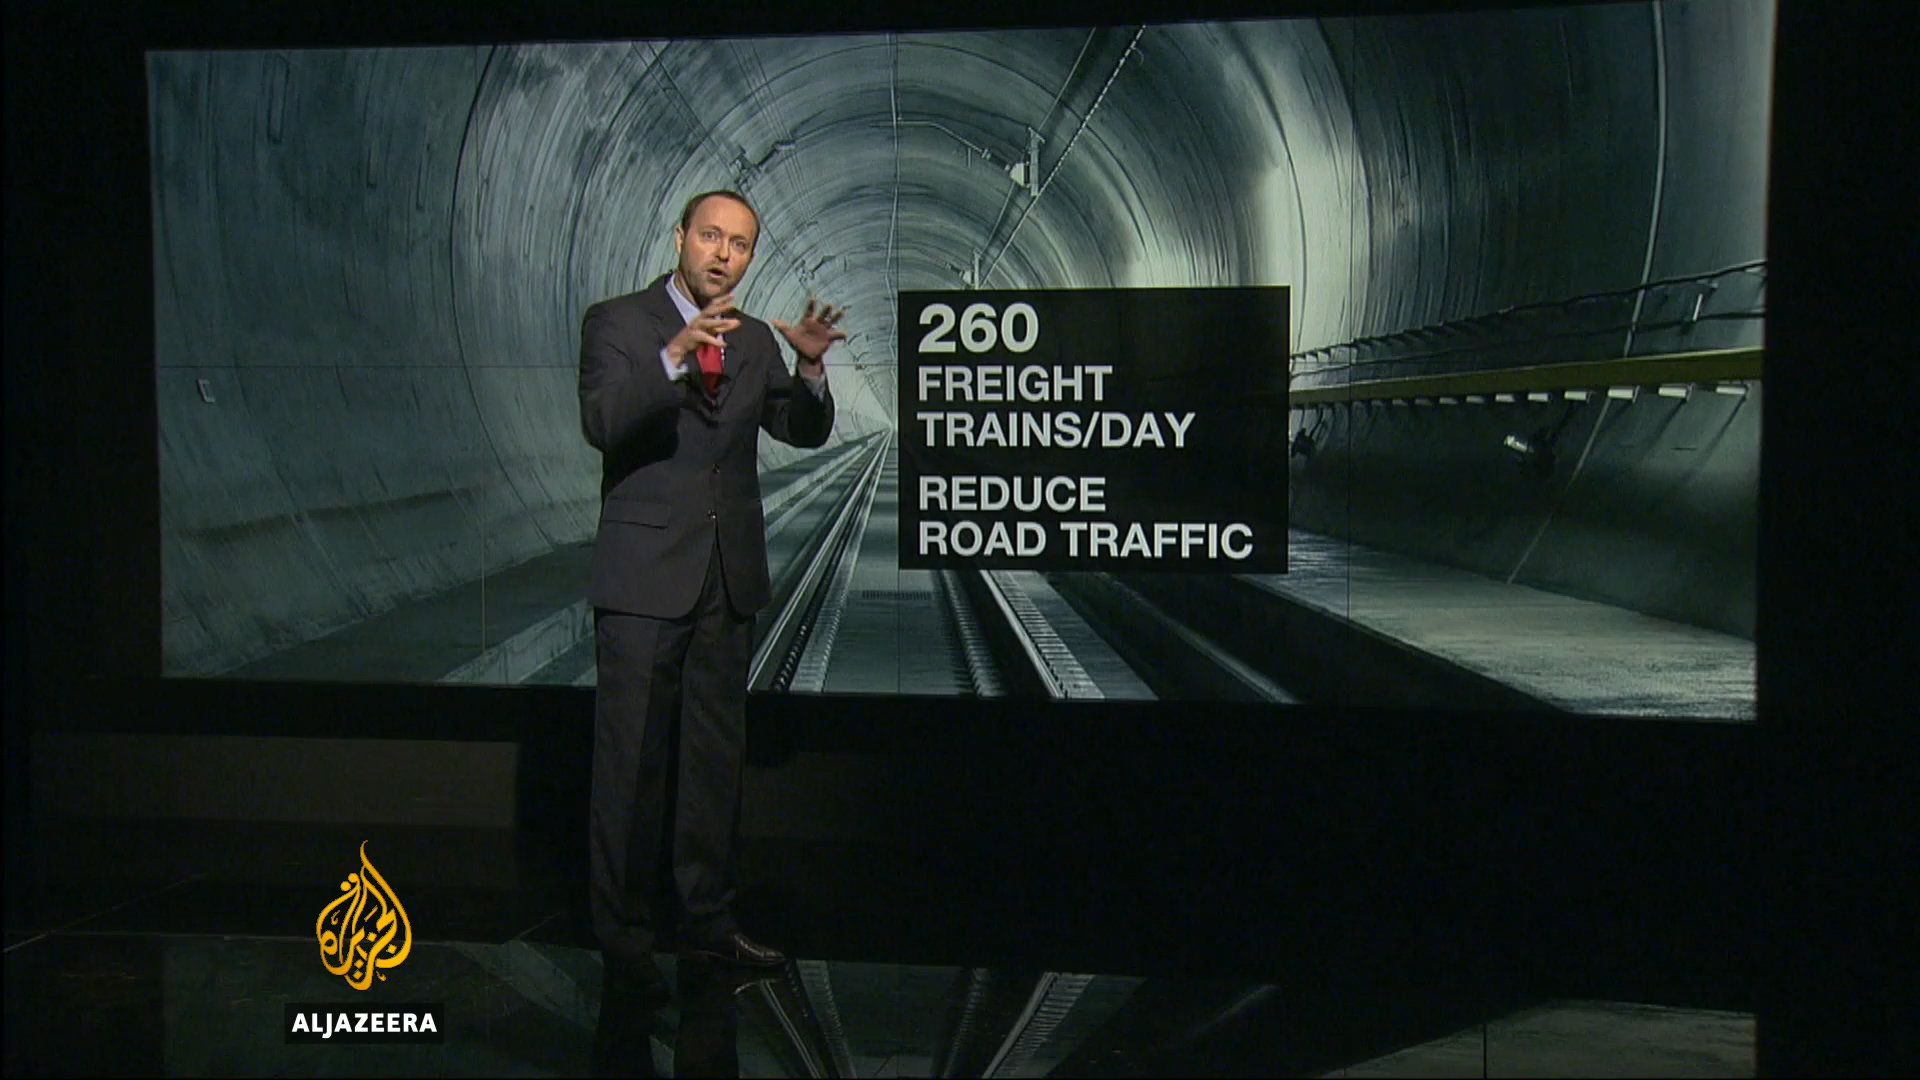 260
FREIGHT
TRAINS/DAY
REDUCE
ROAD TRAFFIC
الجزيرة
ALJAZEERA